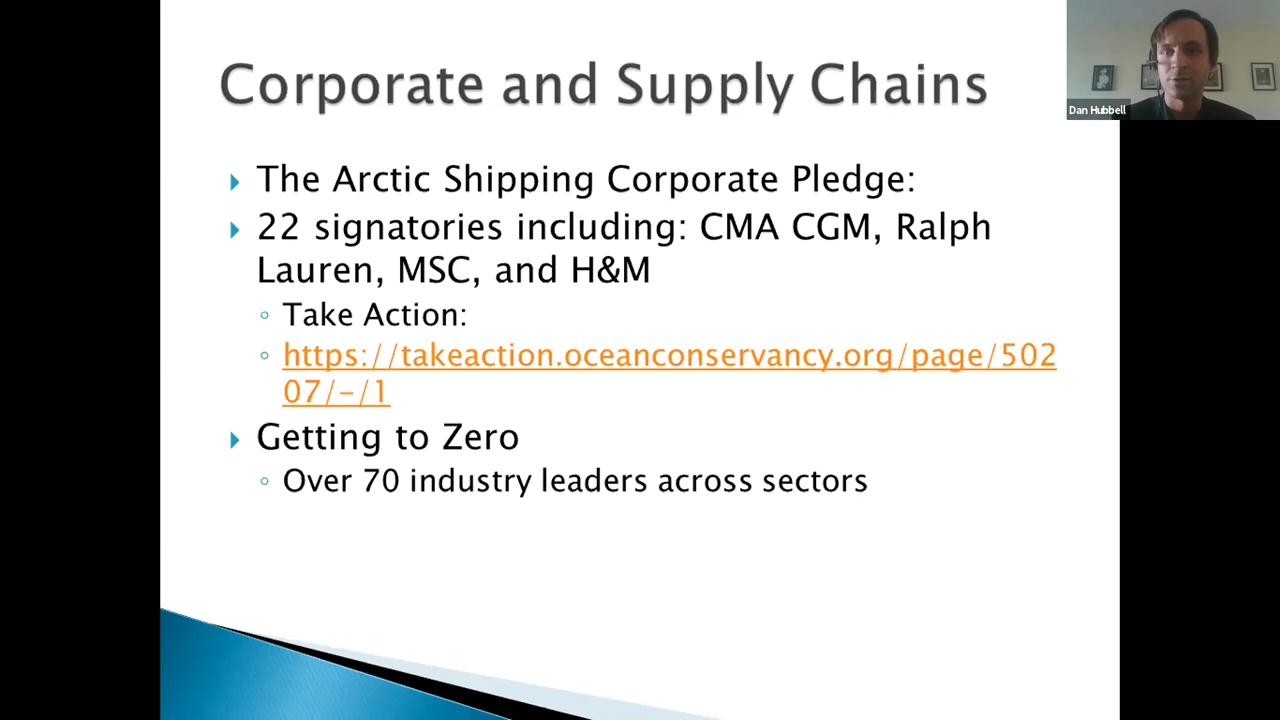 Corporate and Supply Chains
Dan Hubbell
The Arctic Shipping Corporate Pledge:
22 signatories including: CMA CGM, Ralph
Lauren, MSC, and H&M
Take Action:
https://takeaction.oceanconservancy.org/page/502
07/-/1
Getting to Zero
Over 70 industry leaders across sectors